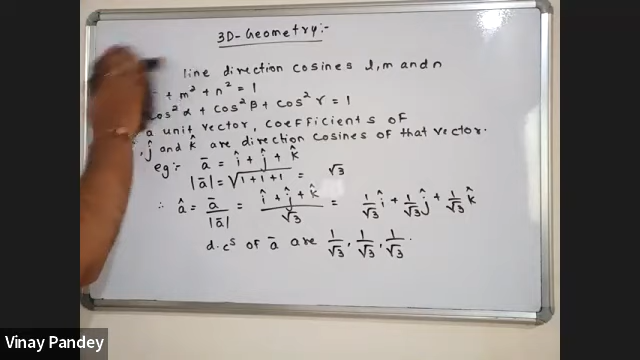 3D-Geometry:-
line direction cosines l, m and n
+ m² + n² = 1
cos²α + cos²β + cos²γ = 1
a unit vector, coefficients of
, ĵ and k̂ are direction cosines of that vector.
eg:- ā = î + ĵ + k̂
|ā| = √1+1+1 = √3
∴ â = ā/|ā| = (î + ĵ + k̂)/√3 = 1/√3 î + 1/√3 ĵ + 1/√3 k̂
d.cˢ of ā are 1/√3, 1/√3, 1/√3.
Vinay Pandey